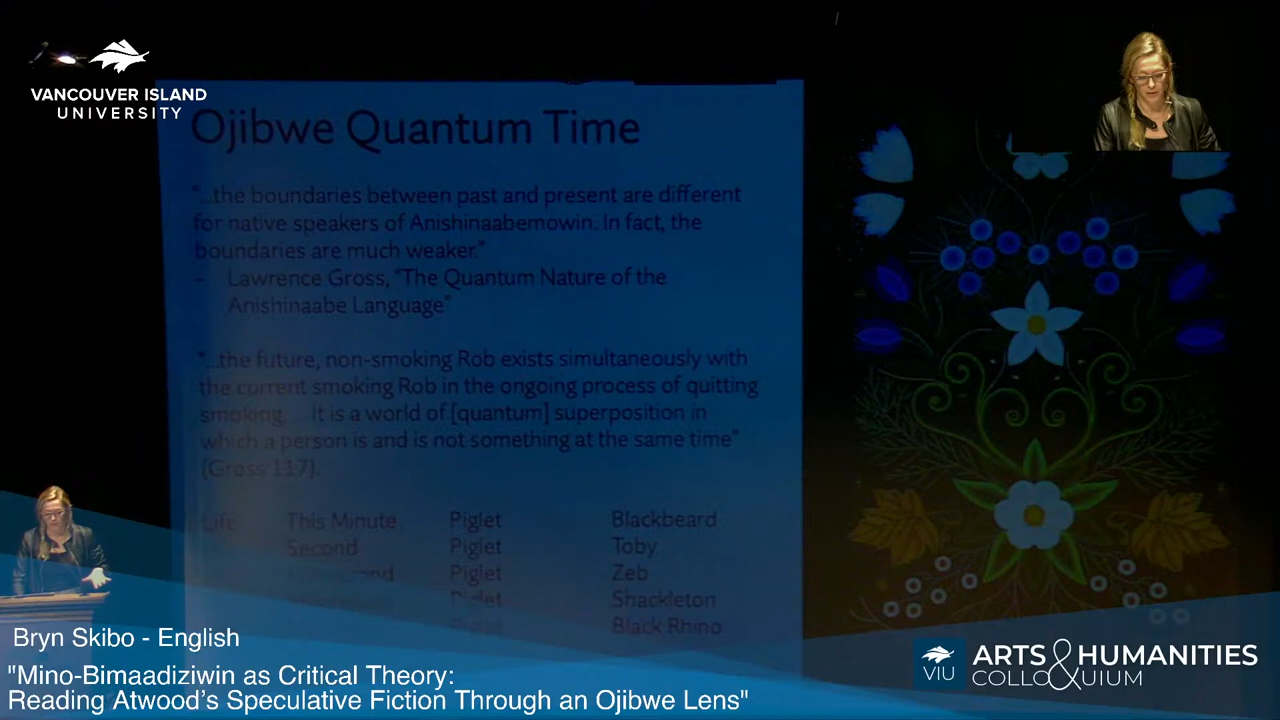 VANCOUVER ISLAND
UNIVERSITY
Ojibwe Quantum Time
"...the boundaries between past and present are different
for native speakers of Anishinaabemowin. In fact, the
boundaries are much weaker."
– Lawrence Gross, "The Quantum Nature of the
Anishinaabe Language"
"...the future, non-smoking Rob exists simultaneously with
the current smoking Rob in the ongoing process of quitting
smoking. ... It is a world of [quantum] superposition in
which a person is and is not something at the same time"
(Gross 117).
Life This Minute Piglet Blackbeard
Second Piglet Toby
Piglet Zeb
Piglet Shackleton
Piglet Black Rhino
Bryn Skibo - English
"Mino-Bimaadiziwin as Critical Theory:
Reading Atwood's Speculative Fiction Through an Ojibwe Lens"
VIU
ARTS & HUMANITIES
COLLOQUIUM